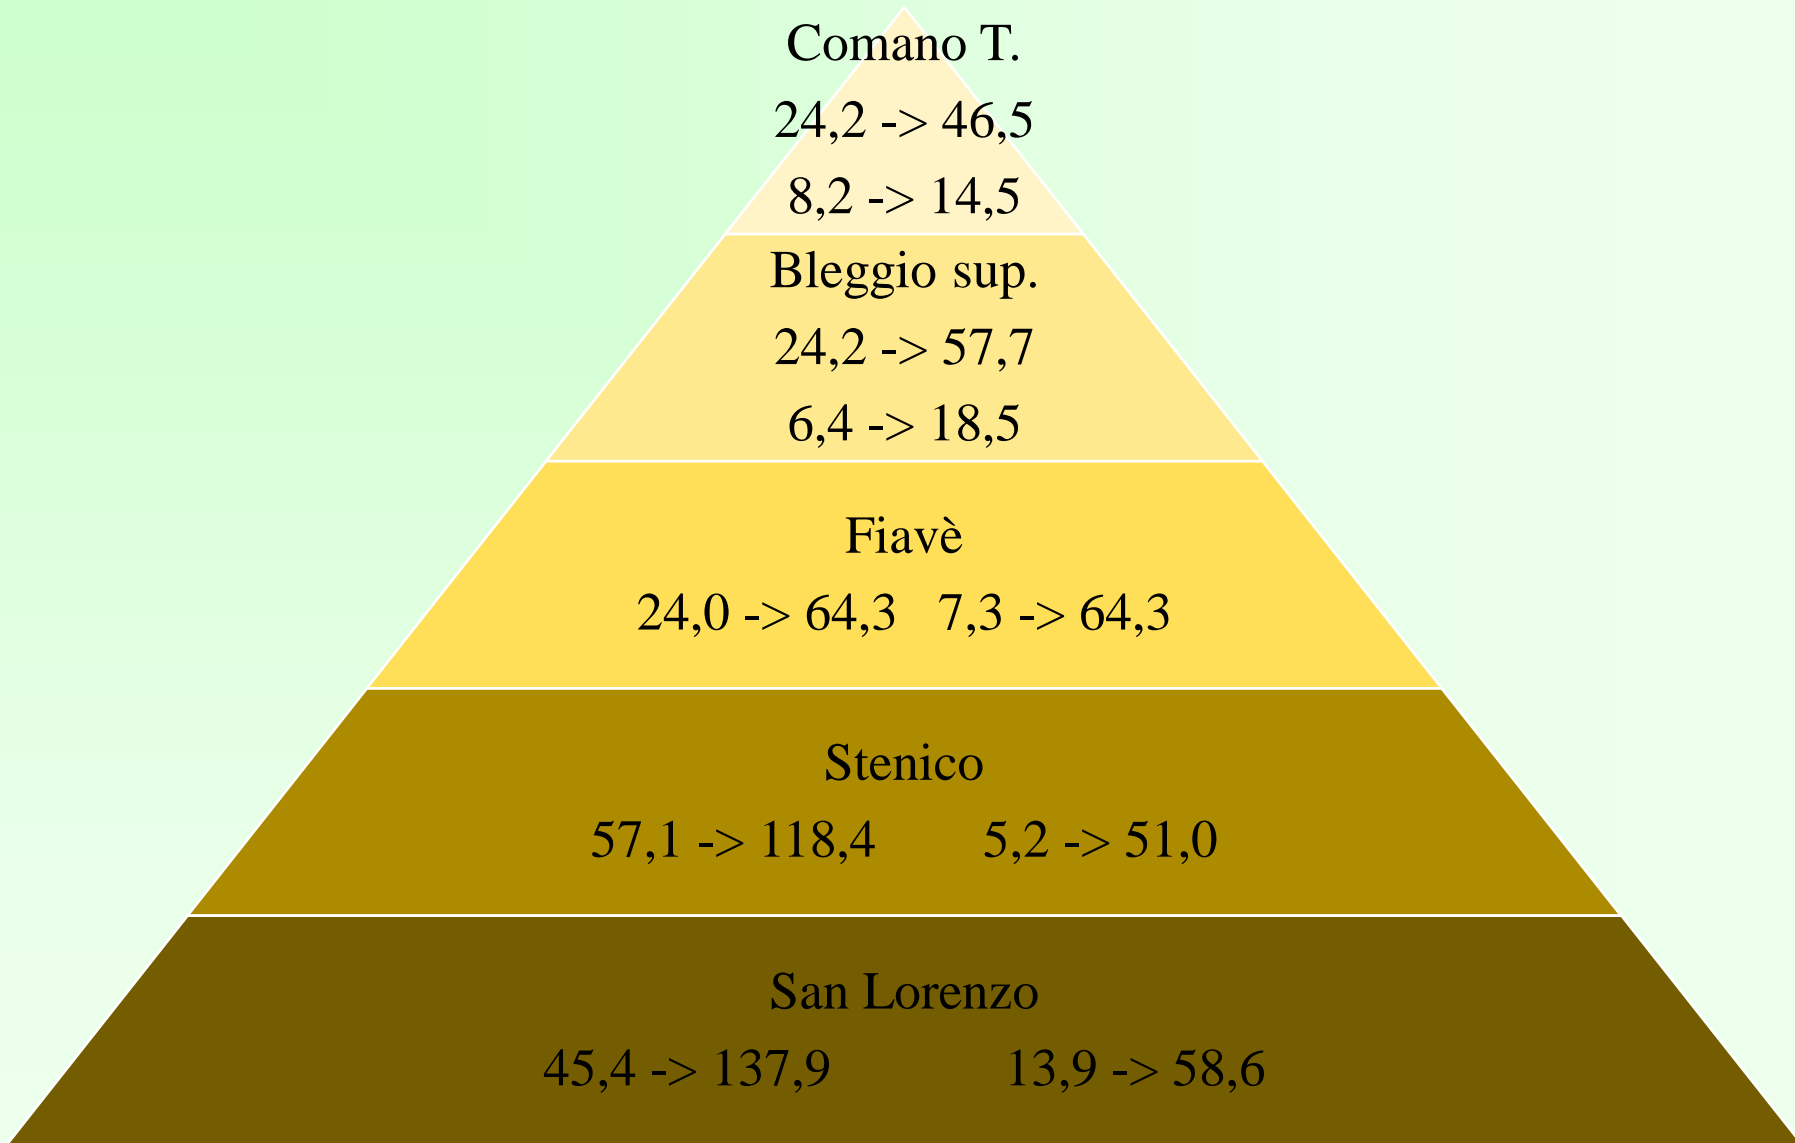 Comano T.
24,2 -> 46,5
8,2 -> 14,5
Bleggio sup.
24,2 -> 57,7
6,4 -> 18,5
Fiavè
24,0 -> 64,3 7,3 -> 64,3
Stenico
57,1 -> 118,4 5,2 -> 51,0
San Lorenzo
45,4 -> 137,9 13,9 -> 58,6